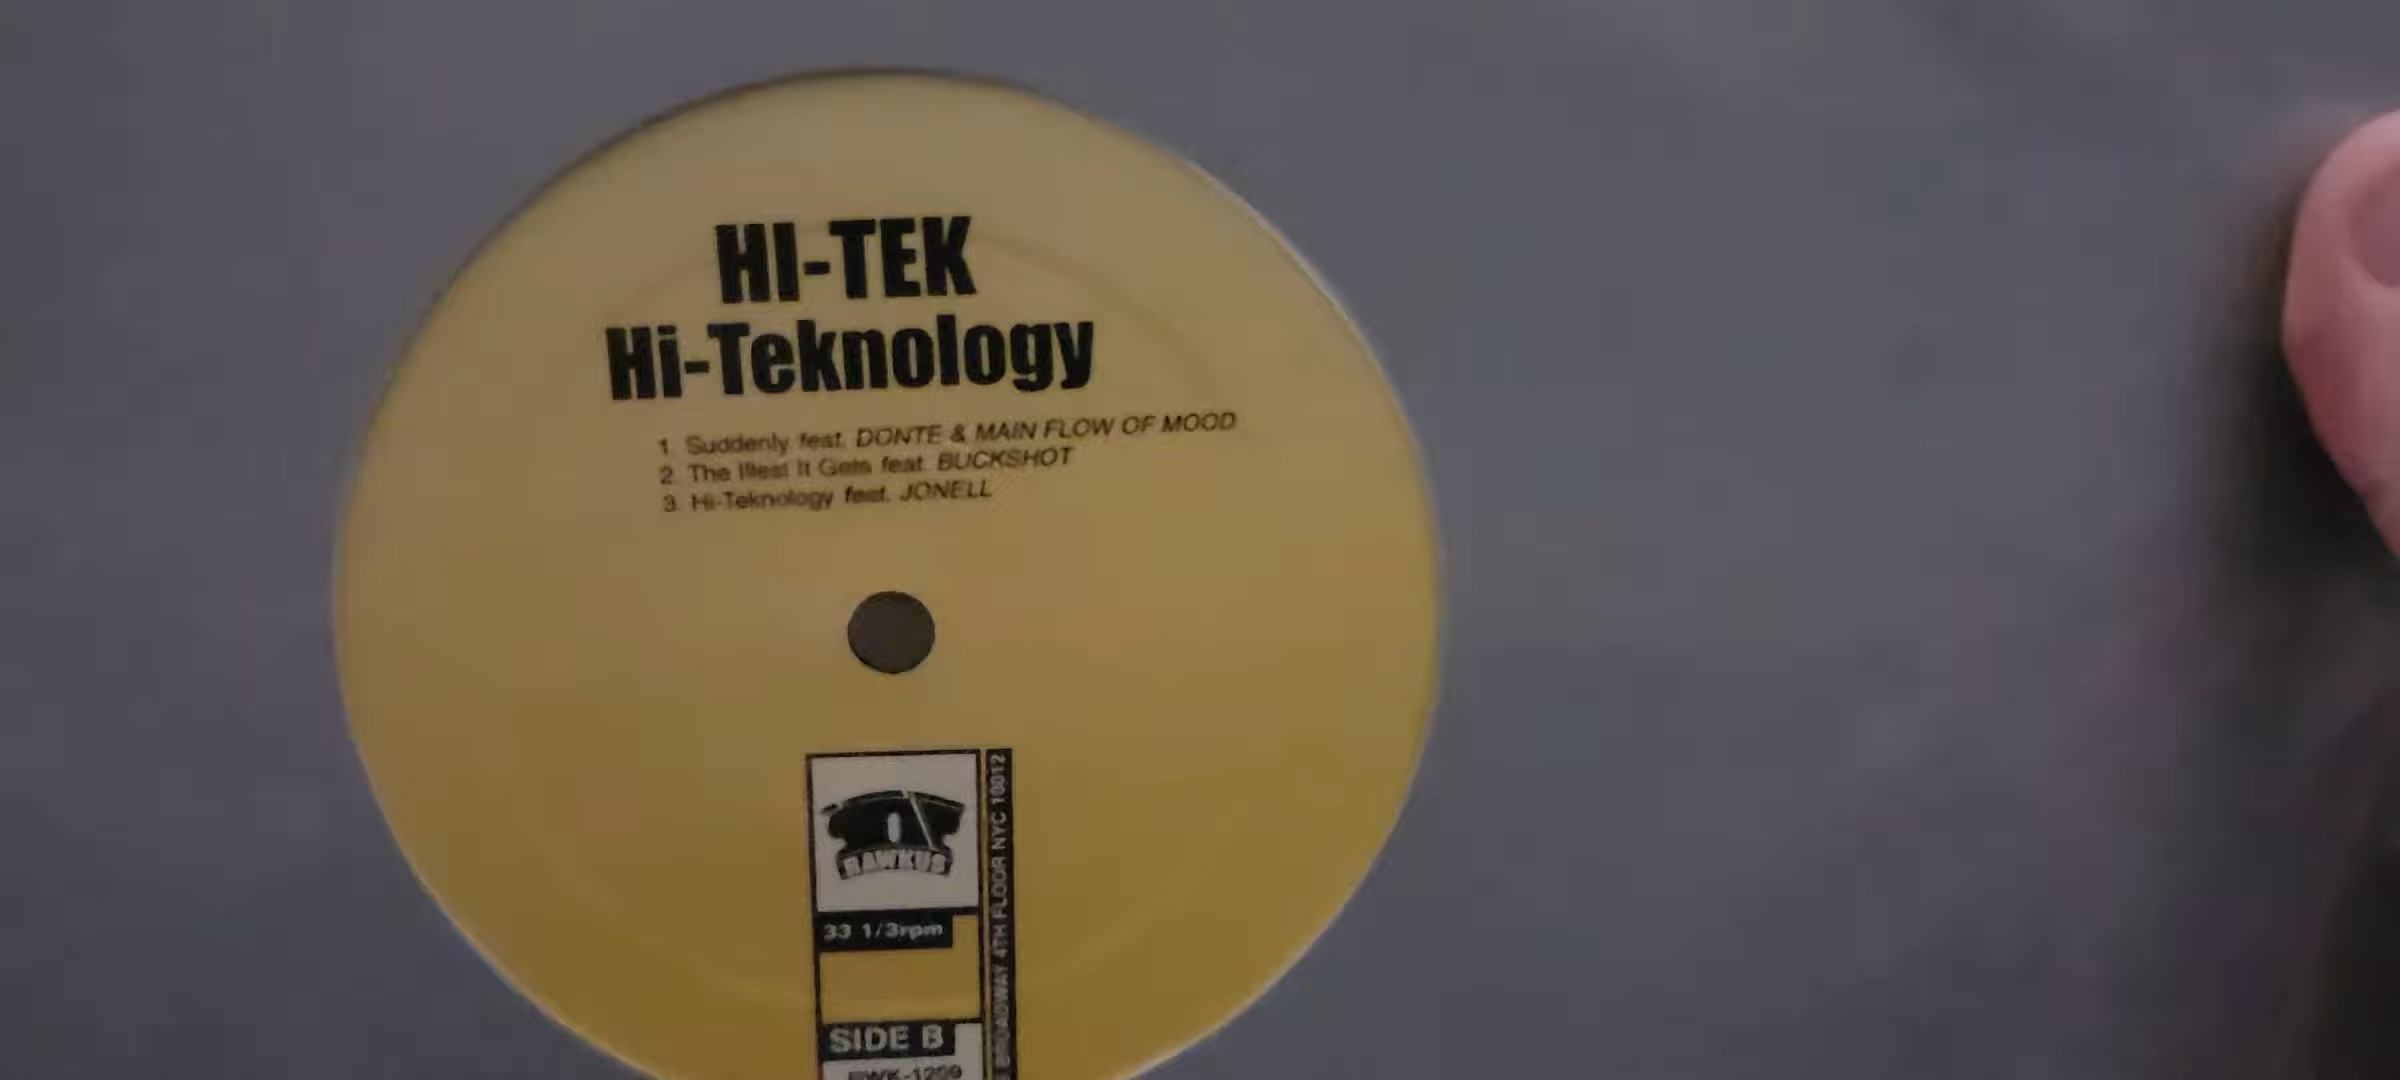 HI-TEK
Hi-Teknology
1. Suddenly feat. DONTE & MAIN FLOW OF MOOD
2. The Illest It Gets feat. BUCKSHOT
3. Hi-Teknology feat. JONELL
RAWKUS
33 1/3rpm
SIDE B
BROADWAY 4TH FLOOR NYC 10012